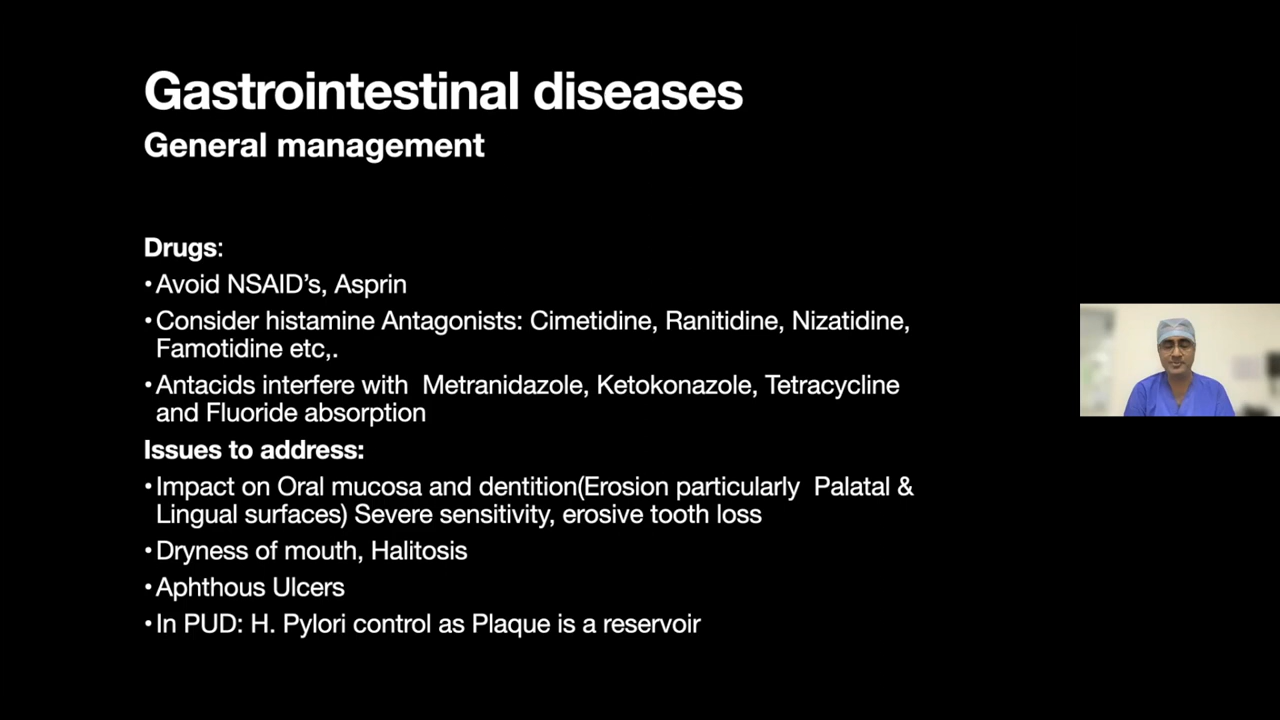 Gastrointestinal diseases
General management
Drugs:
•Avoid NSAID’s, Asprin
•Consider histamine Antagonists: Cimetidine, Ranitidine, Nizatidine,
Famotidine etc,.
•Antacids interfere with  Metranidazole, Ketokonazole, Tetracycline
and Fluoride absorption
Issues to address:
•Impact on Oral mucosa and dentition(Erosion particularly  Palatal &
Lingual surfaces) Severe sensitivity, erosive tooth loss
•Dryness of mouth, Halitosis
•Aphthous Ulcers
•In PUD: H. Pylori control as Plaque is a reservoir